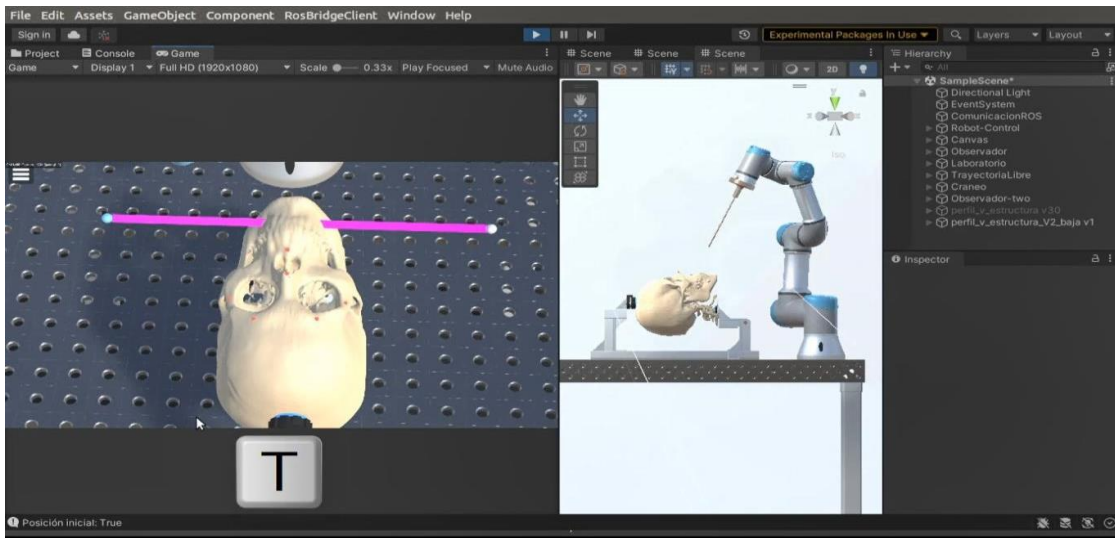 File Edit Assets GameObject Component RosBridgeClient Window Help
Sign in Experimental Packages In Use Layers Layout
Project Console Game Scene Scene Scene Hierarchy
Game Display 1 Full HD (1920x1080) Scale 0.33x Play Focused Mute Audio 2D All
SampleScene*
Directional Light
EventSystem
ComunicacionROS
Robot-Control
Canvas
Observador
Laboratorio
TrayectoriaLibre
Craneo
Observador-two
perfil_v_estructura v30
perfil_v_estructura_V2_baja v1
y
x
Iso
Inspector
T
Posición inicial: True